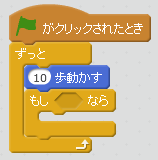 がクリックされたとき
ずっと
10 歩動かす
もし なら